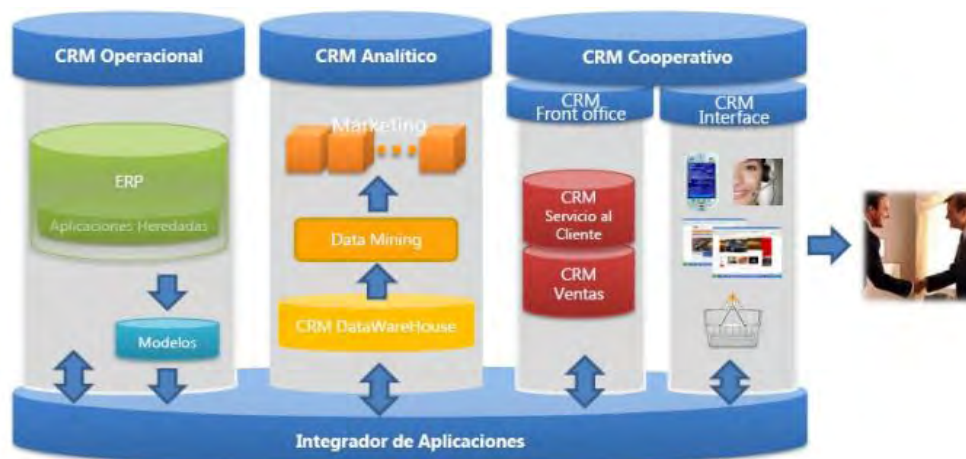 CRM Operacional
CRM Analítico
CRM Cooperativo
CRM
Front office
CRM
Interface
Marketing
ERP
Aplicaciones Heredadas
Data Mining
CRM
Servicio al
Cliente
CRM
Ventas
CRM DataWareHouse
Modelos
Integrador de Aplicaciones